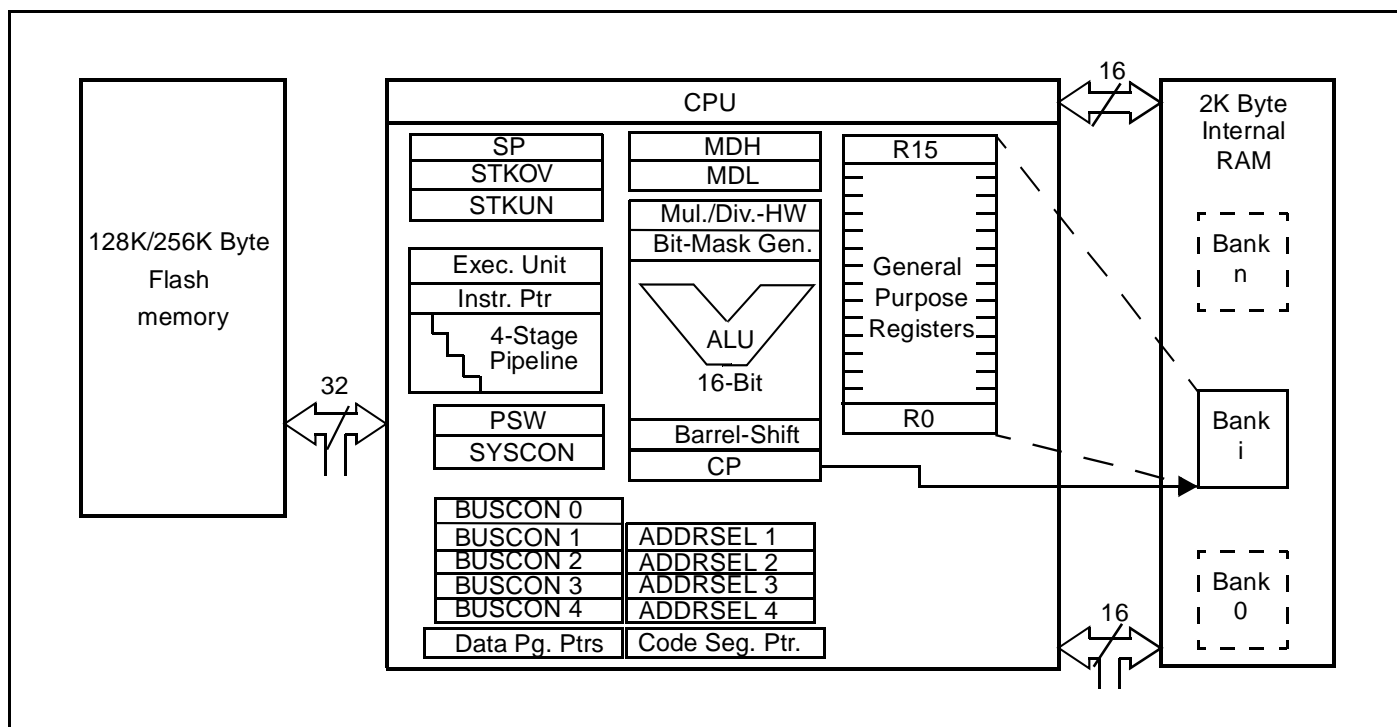 128K/256K Byte
Flash
memory
32
CPU
SP
STKOV
STKUN
Exec. Unit
Instr. Ptr
4-Stage
Pipeline
PSW
SYSCON
BUSCON 0
BUSCON 1
BUSCON 2
BUSCON 3
BUSCON 4
Data Pg. Ptrs
MDH
MDL
Mul./Div.-HW
Bit-Mask Gen.
ALU
16-Bit
Barrel-Shift
CP
ADDRSEL 1
ADDRSEL 2
ADDRSEL 3
ADDRSEL 4
Code Seg. Ptr.
R15
General
Purpose
Registers
R0
16
16
2K Byte
Internal
RAM
Bank
n
Bank
i
Bank
0